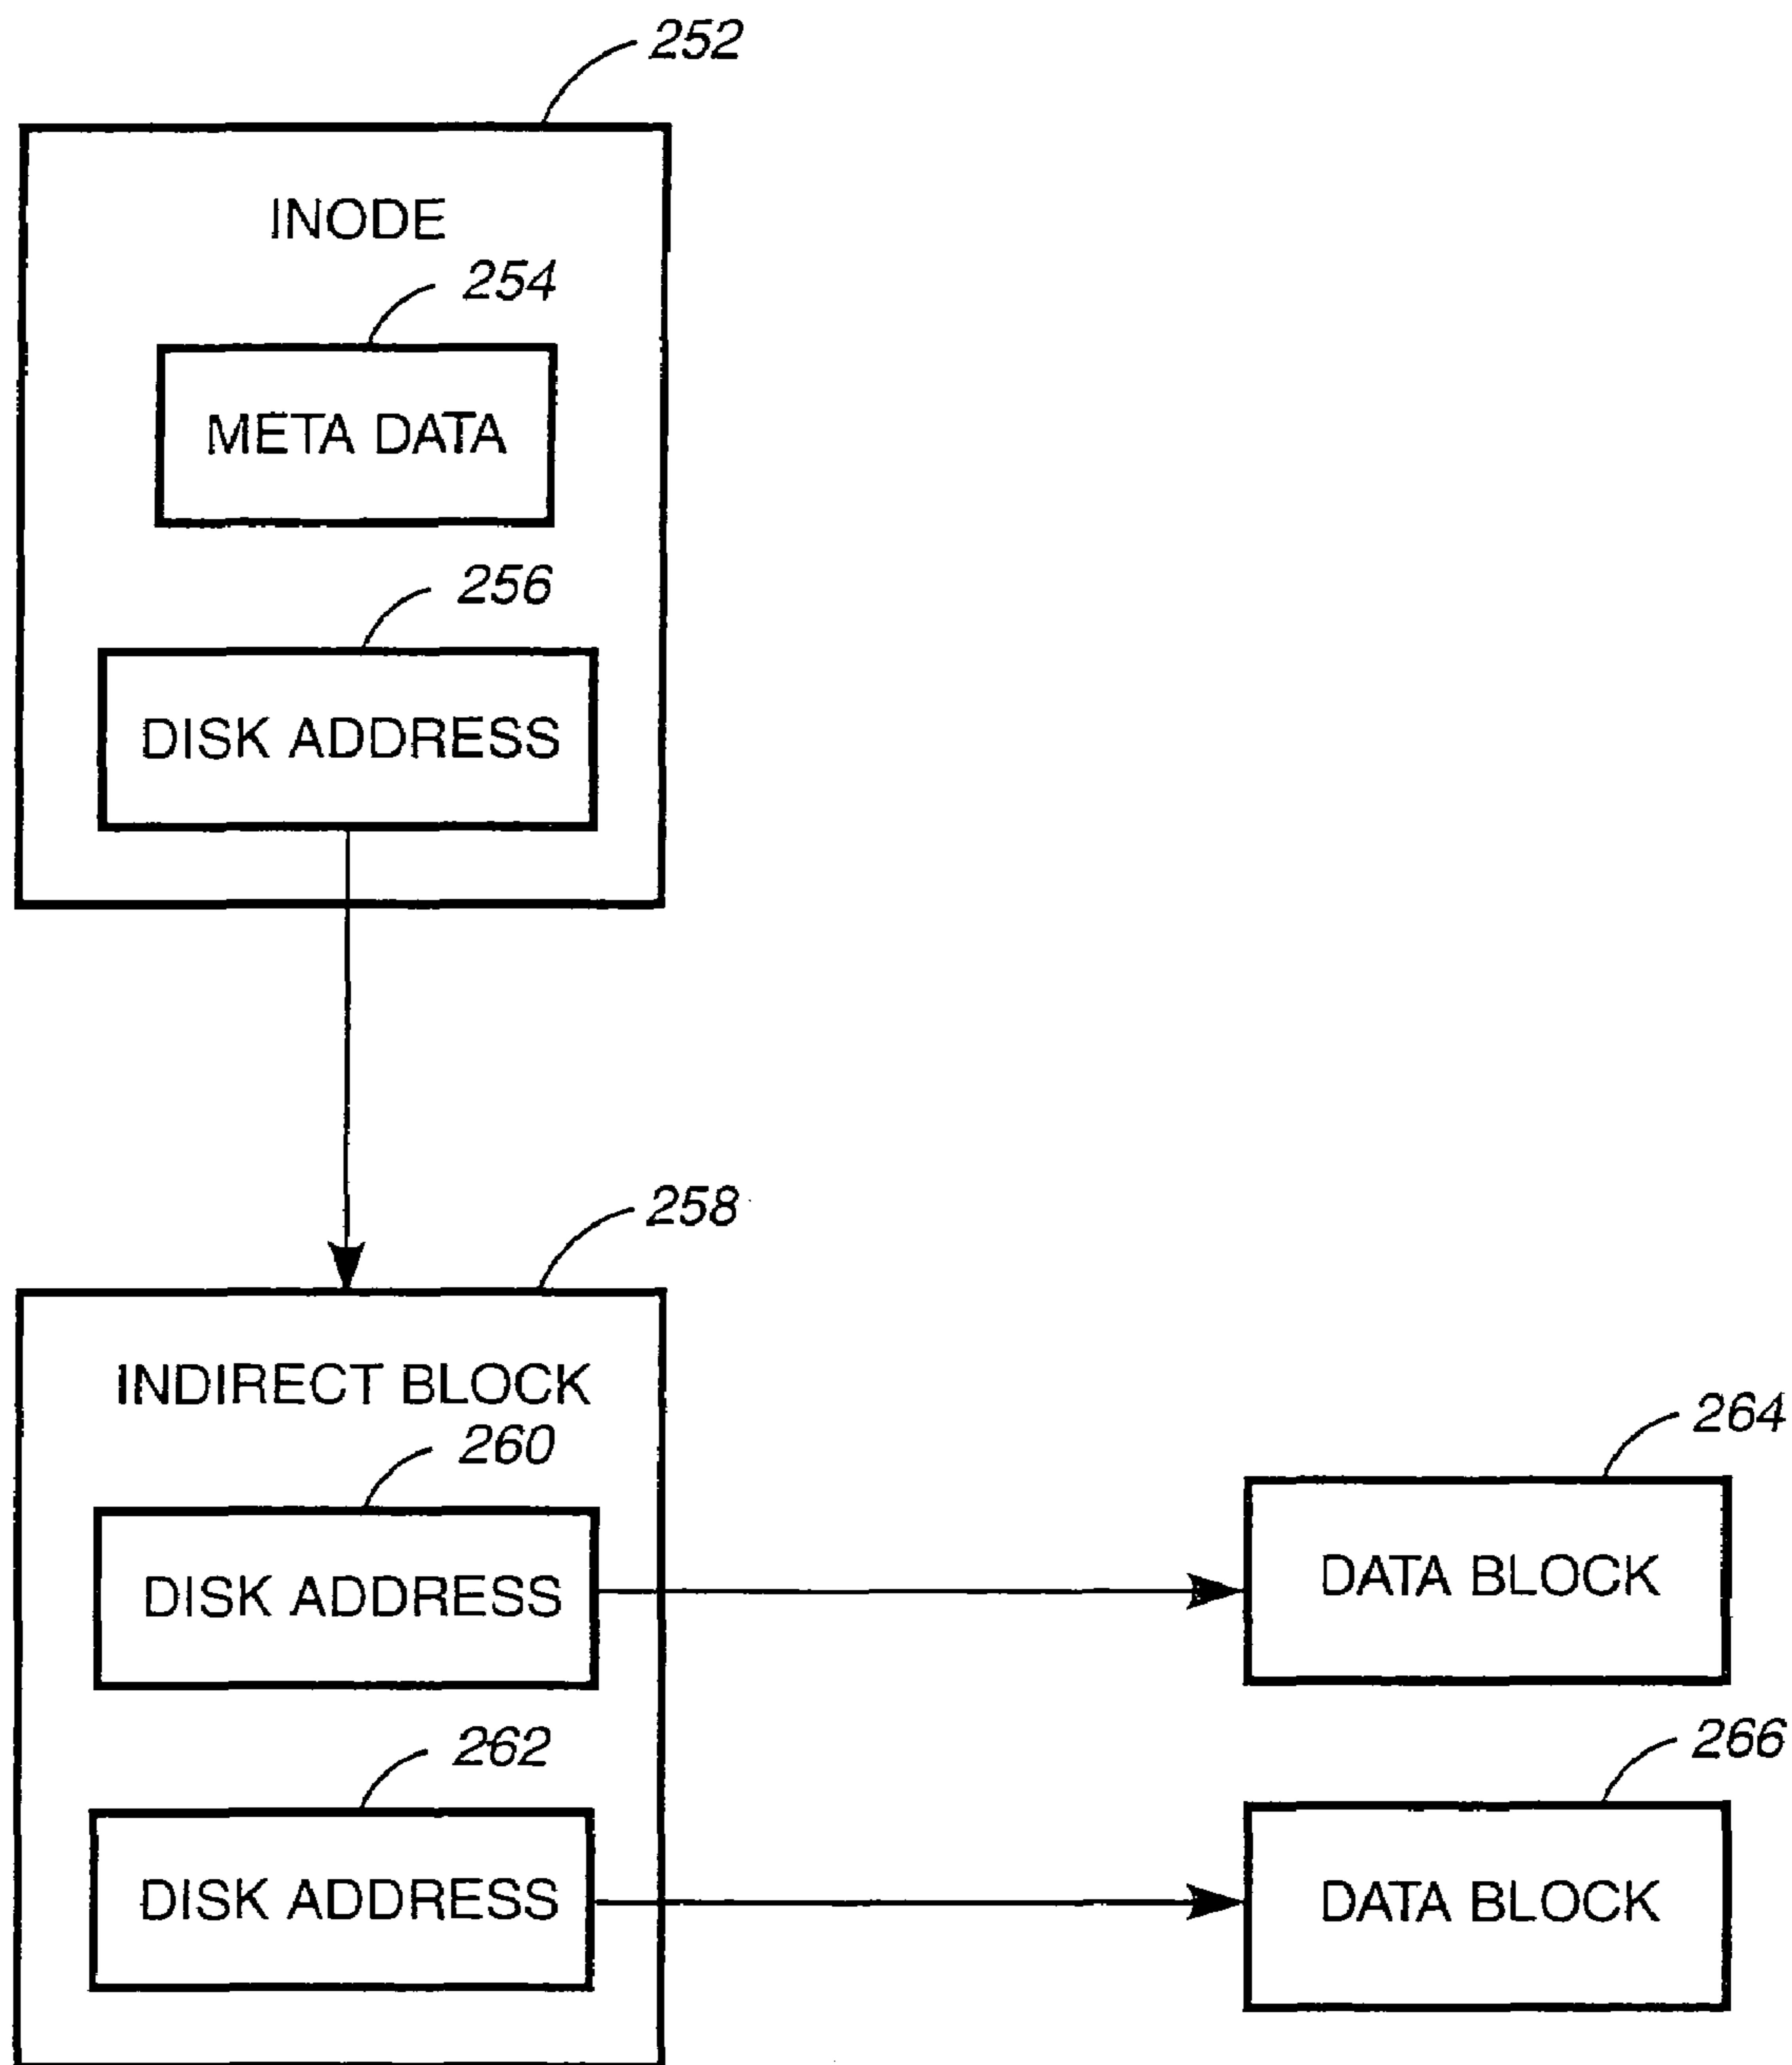 252
INODE
254
META DATA
256
DISK ADDRESS
258
INDIRECT BLOCK
260
DISK ADDRESS
264
DATA BLOCK
262
DISK ADDRESS
266
DATA BLOCK